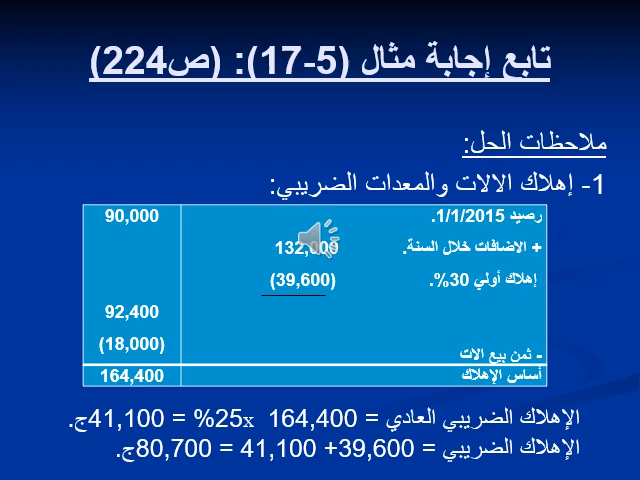 تابع إجابة مثال (5-17): (ص224)
ملاحظات الحل:
1- إهلاك الالات والمعدات الضريبي:
رصيد 1/1/2015. 90,000
+ الاضافات خلال السنة. 132,000
إهلاك أولي 30%. (39,600)
92,400
- ثمن بيع الات (18,000)
أساس الإهلاك 164,400
الإهلاك الضريبي العادي = 164,400 x 25% = 41,100ج.
الإهلاك الضريبي = 39,600+ 41,100 = 80,700ج.